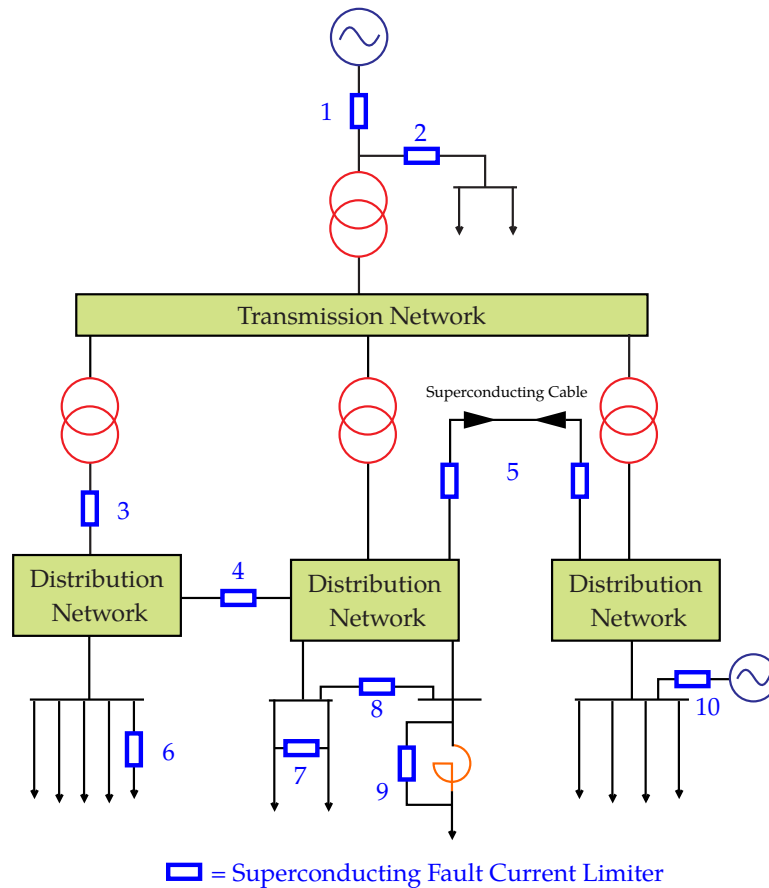 1
2
Transmission Network
Superconducting Cable
3
5
4
Distribution
Network
Distribution
Network
Distribution
Network
6
7
8
9
10
= Superconducting Fault Current Limiter